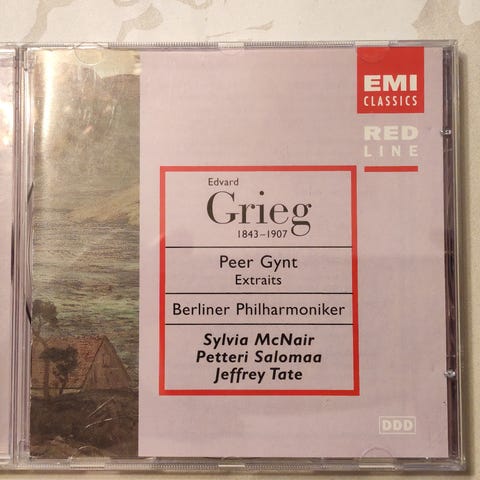 EMI
CLASSICS
RED
LINE
Edvard
Grieg
1843–1907
Peer Gynt
Extraits
Berliner Philharmoniker
Sylvia McNair
Petteri Salomaa
Jeffrey Tate
DDD